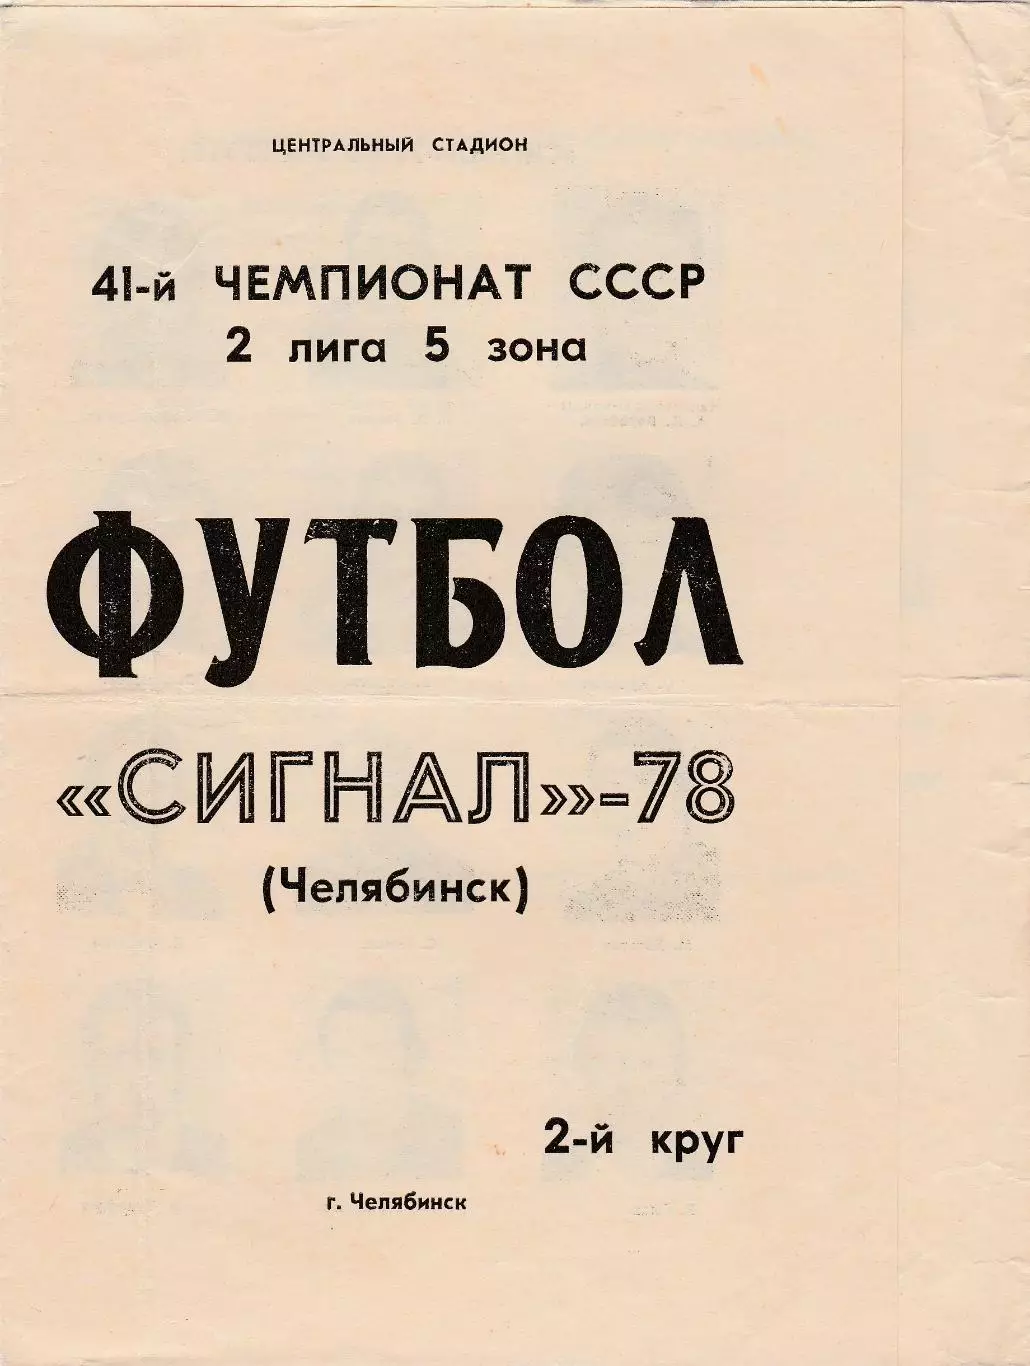 ЦЕНТРАЛЬНЫЙ СТАДИОН
41-й ЧЕМПИОНАТ СССР
2 лига 5 зона
ФУТБОЛ
«СИГНАЛ»-78
(Челябинск)
2-й круг
г. Челябинск